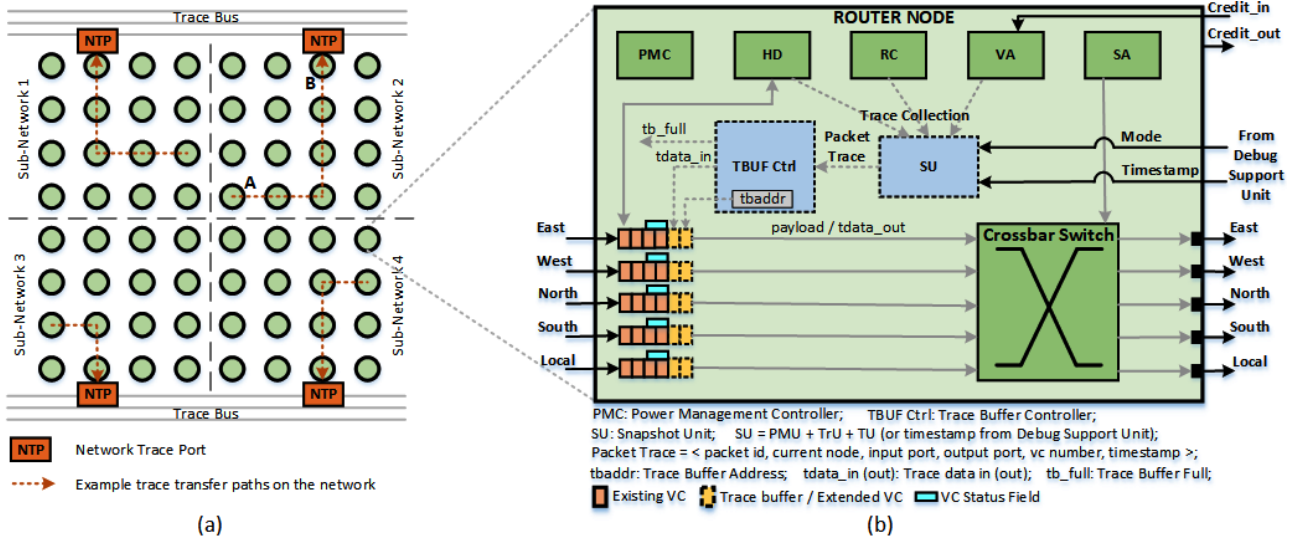 Trace Bus
NTP
NTP
Sub-Network 1
Sub-Network 2
B
A
Sub-Network 3
Sub-Network 4
NTP
NTP
Trace Bus
NTP
Network Trace Port
Example trace transfer paths on the network
(a)
ROUTER NODE
Credit_in
Credit_out
PMC
HD
RC
VA
SA
Trace Collection
tb_full
tdata_in
TBUF Ctrl
tbaddr
Packet
Trace
SU
Mode
Timestamp
From Debug
Support
Unit
East
West
North
South
Local
payload / tdata_out
Crossbar Switch
East
West
North
South
Local
PMC: Power Management Controller; TBUF Ctrl: Trace Buffer Controller;
SU: Snapshot Unit; SU = PMU + TrU + TU (or timestamp from Debug Support Unit);
Packet Trace = < packet id, current node, input port, output port, vc number, timestamp >;
tbaddr: Trace Buffer Address; tdata_in (out): Trace data in (out); tb_full: Trace Buffer Full;
Existing VC
Trace buffer / Extended VC
VC Status Field
(b)